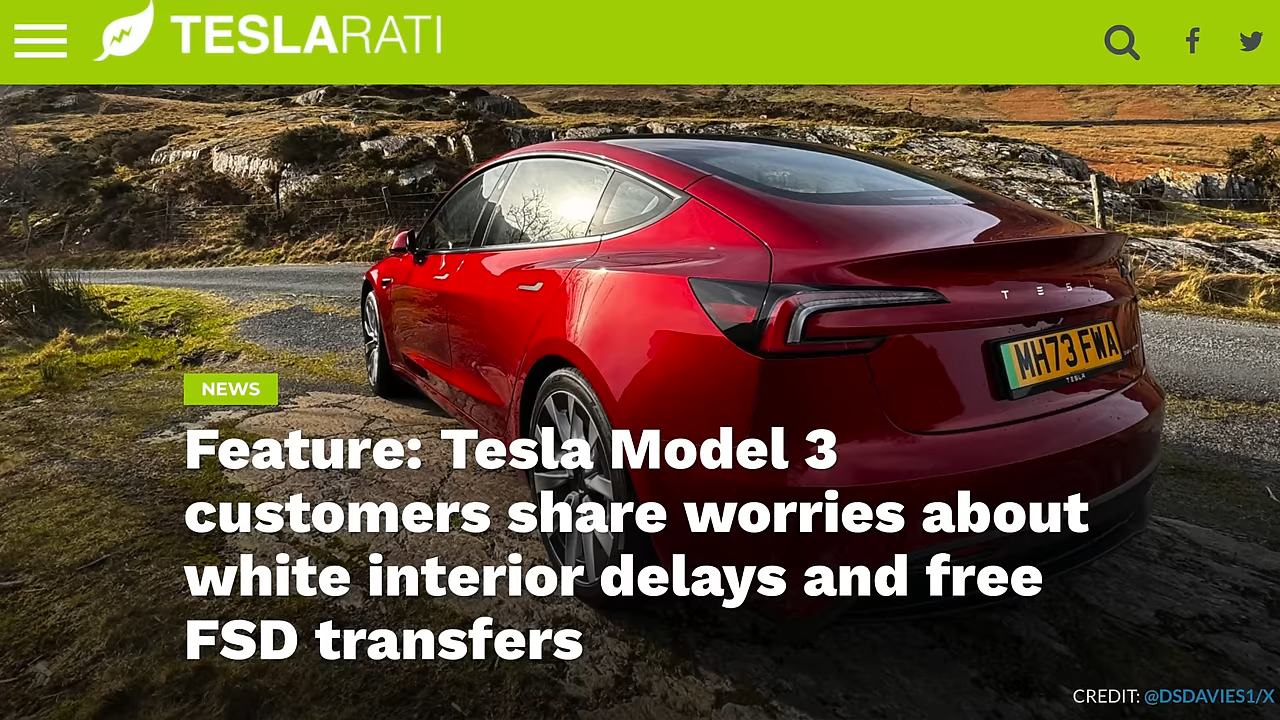 TESLARATI
TESL
MH73 FWA
TESLA
NEWS
Feature: Tesla Model 3
customers share worries about
white interior delays and free
FSD transfers
CREDIT: @DSDAVIES1/X